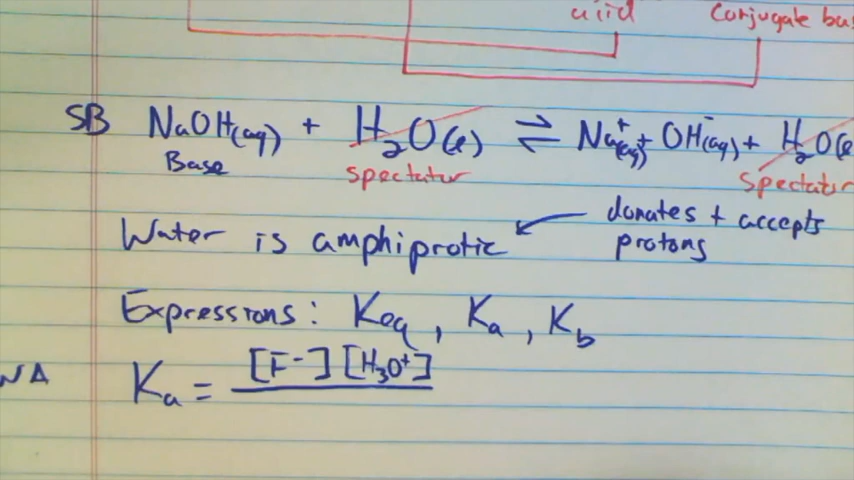 acid Conjugate bas
SB NaOH(aq) + H₂O(ℓ) ⇌ Na⁺(aq) + OH⁻(aq) + H₂O(ℓ
Base spectator Spectator
Water is amphiprotic donates + accepts
protons
Expressions: Keq, Ka, Kb
WA Ka = [F⁻][H₃O⁺]